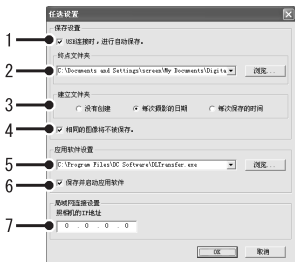 任选设置
保存设置
1
USB连接时，进行自动保存。
终点文件夹
2
C:\Documents and Settings\screen\My Documents\Digita
浏览...
建立文件夹
3
没有创建
每次摄影的日期
每次保存的时间
4
相同的图像将不被保存。
应用软件设置
5
C:\Program Files\DC Software\DLTransfer.exe
浏览...
6
保存并启动应用软件
局域网连接设置
照相机的IP地址
7
0 . 0 . 0 . 0
OK
取消